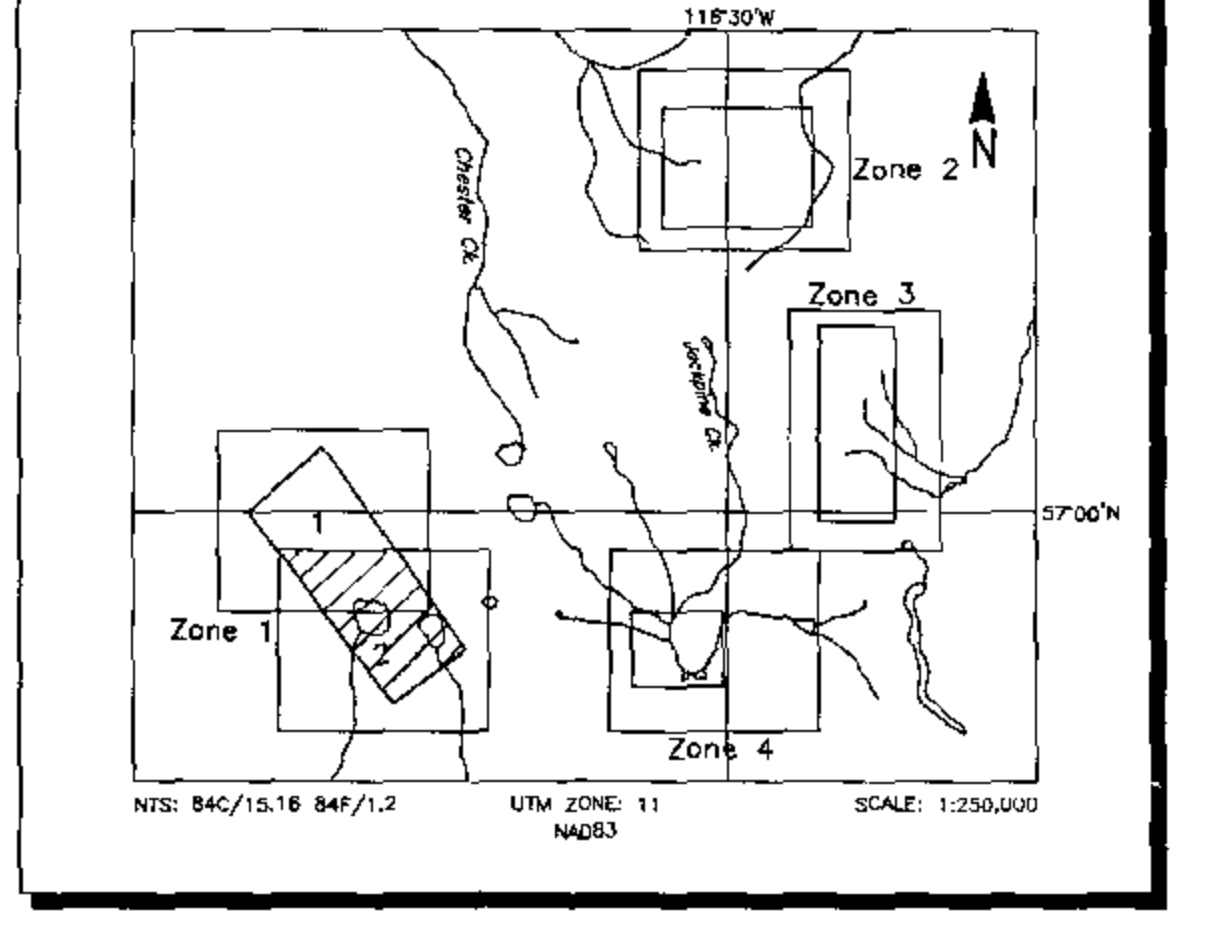 116°30'W
N
Zone 2
Chester Ck.
Zone 3
Jackpine Ck.
57°00'N
1
Zone 1
2
Zone 4
NTS: 84C/15,16 84F/1,2
UTM ZONE: 11
SCALE: 1:250,000
NAD83